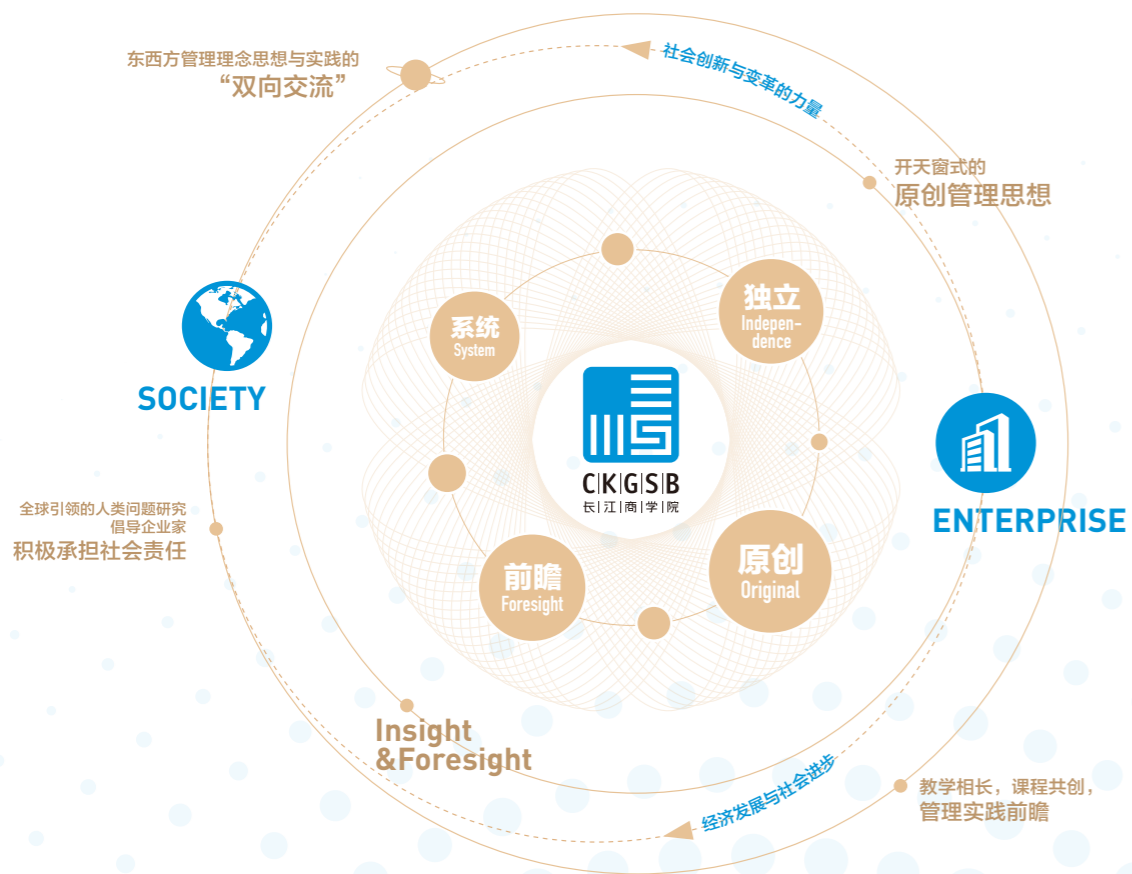 东西方管理理念思想与实践的
“双向交流”
社会创新与变革的力量
开天窗式的
原创管理思想
系统
System
独立
Indepen-
dence
SOCIETY
C|K|G|S|B
长|江|商|学|院
ENTERPRISE
全球引领的人类问题研究
倡导企业家
积极承担社会责任
前瞻
Foresight
原创
Original
Insight
&Foresight
经济发展与社会进步
教学相长，课程共创，
管理实践前瞻